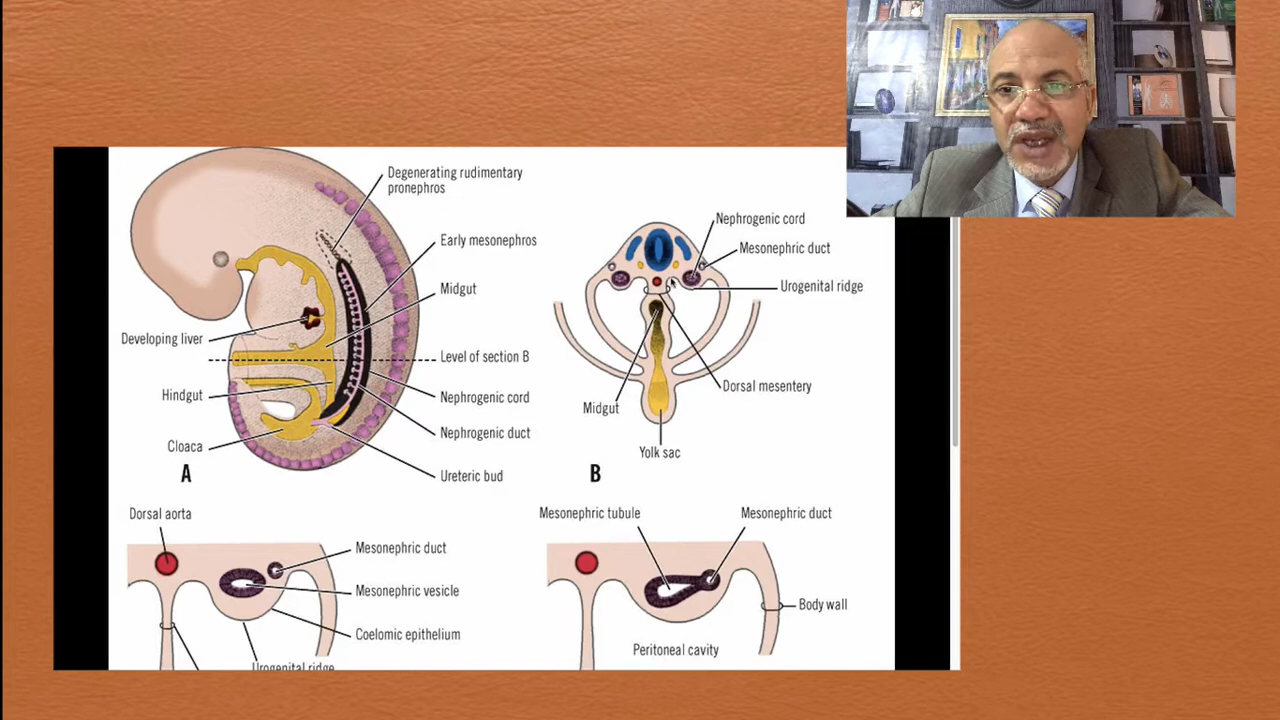 Degenerating rudimentary
pronephros
Early mesonephros
Midgut
Developing liver
Level of section B
Hindgut
Nephrogenic cord
Nephrogenic duct
Cloaca
Ureteric bud
A
Nephrogenic cord
Mesonephric duct
Urogenital ridge
Dorsal mesentery
Midgut
Yolk sac
B
Dorsal aorta
Mesonephric duct
Mesonephric vesicle
Coelomic epithelium
Urogenital ridge
Mesonephric tubule
Mesonephric duct
Body wall
Peritoneal cavity